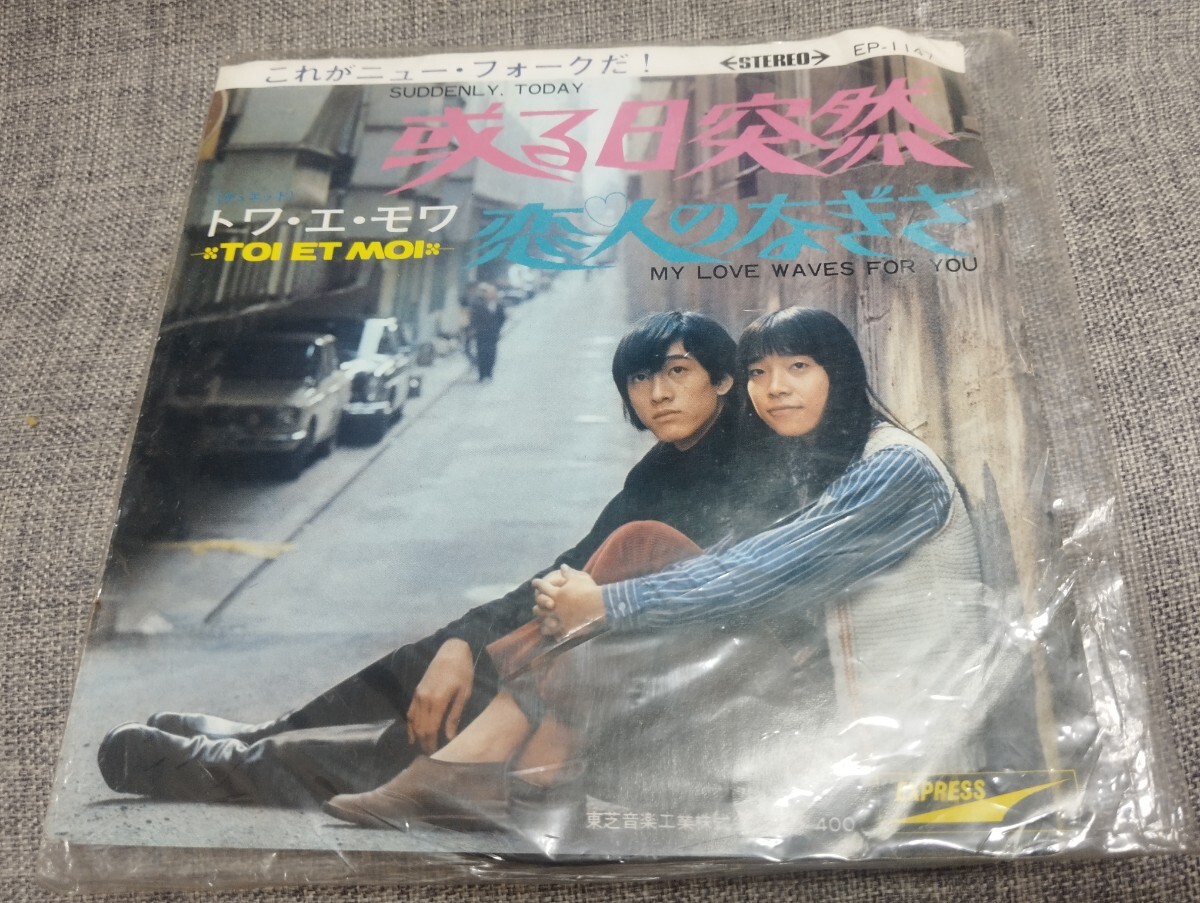 これがニュー・フォークだ!
STEREO
EP-114
SUDDENLY, TODAY
或る日突然
トワ・エ・モワ
TOI ET MOI
恋人のなぎさ
MY LOVE WAVES FOR YOU
EXPRESS
東芝音楽工業株式
400